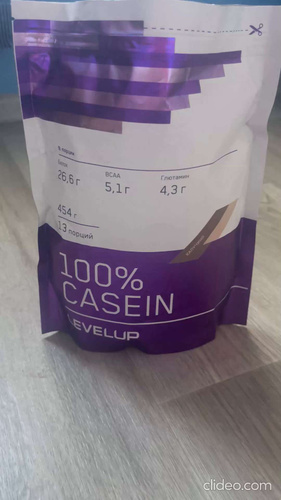 В порции
Белок
26,6 г
BCAA
5,1 г
Глютамин
4,3 г
454 г
13 порций
100%
CASEIN
LEVELUP
clideo.com